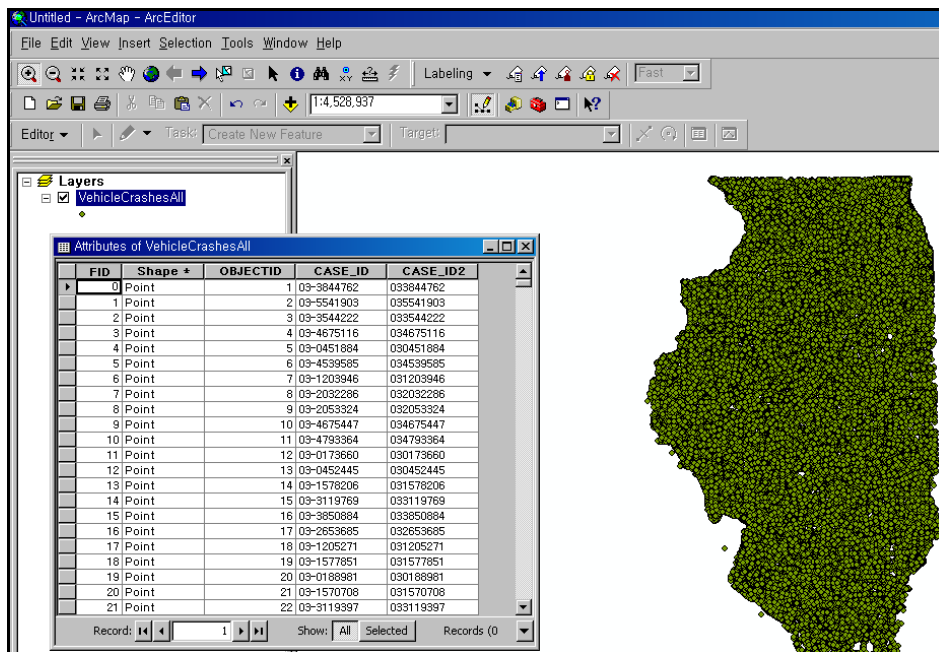 Untitled - ArcMap - ArcEditor
File Edit View Insert Selection Tools Window Help
Labeling Fast
1:4,528,937
Editor Task: Create New Feature Target:
Layers
VehicleCrashesAll
Attributes of VehicleCrashesAll
FID Shape * OBJECTID CASE_ID CASE_ID2
0 Point 1 03-3844762 033844762
1 Point 2 03-5541903 035541903
2 Point 3 03-3544222 033544222
3 Point 4 03-4675116 034675116
4 Point 5 03-0451884 030451884
5 Point 6 03-4539585 034539585
6 Point 7 03-1203946 031203946
7 Point 8 03-2032286 032032286
8 Point 9 03-2053324 032053324
9 Point 10 03-4675447 034675447
10 Point 11 03-4793364 034793364
11 Point 12 03-0173660 030173660
12 Point 13 03-0452445 030452445
13 Point 14 03-1578206 031578206
14 Point 15 03-3119769 033119769
15 Point 16 03-3850884 033850884
16 Point 17 03-2653685 032653685
17 Point 18 03-1205271 031205271
18 Point 19 03-1577851 031577851
19 Point 20 03-0188981 030188981
20 Point 21 03-1570708 031570708
21 Point 22 03-3119397 033119397
Record: 1 Show: All Selected Records (0